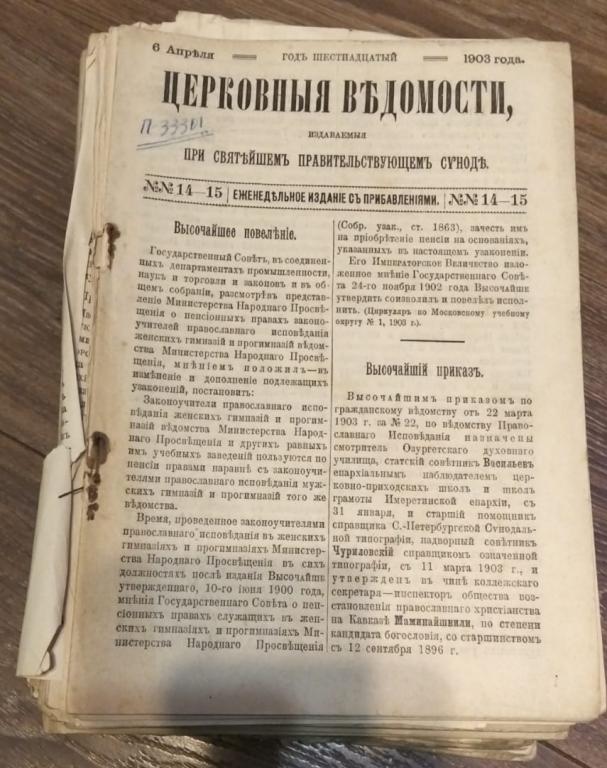 6 Апрѣля
ГОДЪ ШЕСТНАДЦАТЫЙ
1903 года.
ЦЕРКОВНЫЯ ВѢДОМОСТИ,
П-33301
ИЗДАВАЕМЫЯ
ПРИ СВЯТѢЙШЕМЪ ПРАВИТЕЛЬСТВУЮЩЕМЪ СѴНОДѢ.
№№ 14—15 | ЕЖЕНЕДѢЛЬНОЕ ИЗДАНІЕ СЪ ПРИБАВЛЕНІЯМИ. | №№ 14—15
Высочайшее повелѣніе.
Государственный Совѣтъ, въ соединен-
ныхъ департаментахъ промышленности,
наукъ и торговли и законовъ и въ об-
щемъ собраніи, разсмотрѣвъ представ-
леніе Министерства Народнаго Просвѣ-
щенія о пенсіонныхъ правахъ законо-
учителей православнаго исповѣданія
женскихъ гимназій и прогимназій вѣдом-
ства Министерства Народнаго Просвѣ-
щенія, мнѣніемъ положилъ—въ
измѣненіе и дополненіе подлежащихъ
узаконеній, постановить:
Законоучители православнаго испо-
вѣданія женскихъ гимназій и прогим-
назій вѣдомства Министерства Народ-
наго Просвѣщенія и другихъ равныхъ
имъ учебныхъ заведеній пользуются по
пенсіи правами наравнѣ съ законоучи-
телями православнаго исповѣданія муж-
скихъ гимназій и прогимназій того же
вѣдомства.
Время, проведенное законоучителями
православнаго исповѣданія въ женскихъ
гимназіяхъ и прогимназіяхъ Министер-
ства Народнаго Просвѣщенія въ сихъ
должностяхъ послѣ изданія Высочайше
утвержденнаго, 10-го іюня 1900 года,
мнѣнія Государственнаго Совѣта о пен-
сіонныхъ правахъ служащихъ въ жен-
скихъ гимназіяхъ и прогимназіяхъ Ми-
нистерства Народнаго Просвѣщенія
(Собр. узак., ст. 1863), зачесть имъ
на пріобрѣтеніе пенсіи на основаніяхъ,
указанныхъ въ настоящемъ узаконеніи.
Его Императорское Величество изло-
женное мнѣніе Государственнаго Совѣ-
та 24-го ноября 1902 года Высочайше
утвердить соизволилъ и повелѣлъ испол-
нить. (Циркуляръ по Московскому учебному
округу № 1, 1903 г.).
Высочайшій приказъ.
Высочайшимъ приказомъ по
гражданскому вѣдомству отъ 22 марта
1903 г. за № 22, по вѣдомству Право-
славнаго Исповѣданія назначены
смотритель Озургетскаго духовнаго
училища, статскій совѣтникъ Васильевъ
епархіальнымъ наблюдателемъ цер-
ковно-приходскихъ школъ и школъ
грамоты Имеретинской епархіи, съ
31 января, и старшій помощникъ
справщика С.-Петербургской Сѵнодаль-
ной типографіи, надворный совѣтникъ
Чуриловскій справщикомъ означенной
типографіи, съ 11 марта 1903 г., и
утвержденъ въ чинѣ коллежскаго
секретаря—инспекторъ общества воз-
становленія православнаго христіанства
на Кавказѣ Маминайшвили, по степени
кандидата богословія, со старшинствомъ
съ 12 сентября 1896 г.